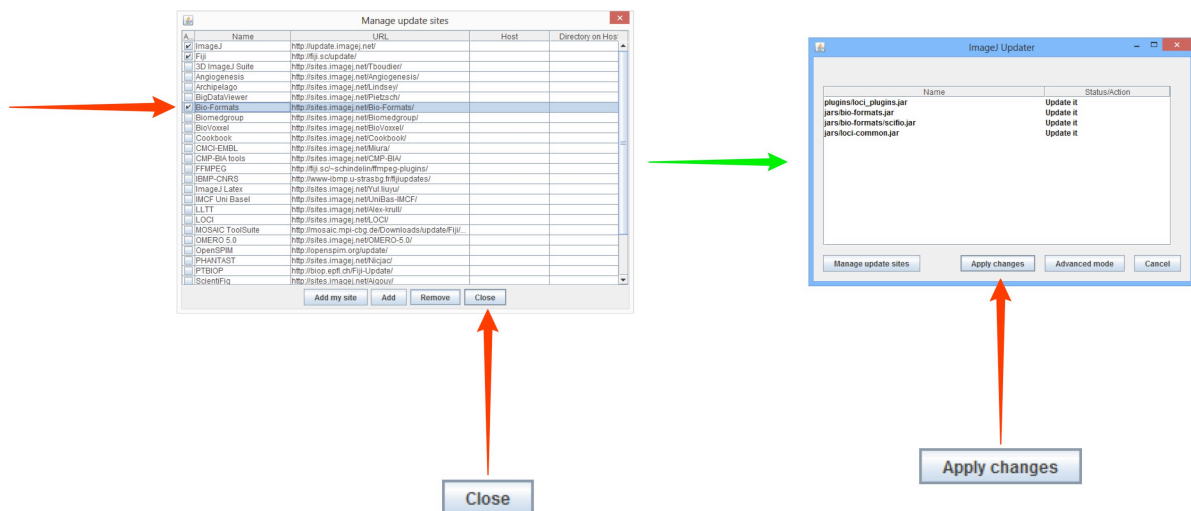 Manage update sites
A... Name URL Host Directory on Host
ImageJ http://update.imagej.net/
Fiji http://fiji.sc/update/
3D ImageJ Suite http://sites.imagej.net/Tboudier/
Angiogenesis http://sites.imagej.net/Angiogenesis/
Archipelago http://sites.imagej.net/Lindsey/
BigDataViewer http://sites.imagej.net/Pietzsch/
Bio-Formats http://sites.imagej.net/Bio-Formats/
Biomedgroup http://sites.imagej.net/Biomedgroup/
BioVoxxel http://sites.imagej.net/BioVoxxel/
Cookbook http://sites.imagej.net/Cookbook/
CMCI-EMBL http://sites.imagej.net/Miura/
CMP-BIA tools http://sites.imagej.net/CMP-BIA/
FFMPEG http://fiji.sc/~schindelin/ffmpeg-plugins/
IBMP-CNRS http://www-ibmp.u-strasbg.fr/fijiupdates/
ImageJ Latex http://sites.imagej.net/Yul.liuyu/
IMCF Uni Basel http://sites.imagej.net/UniBas-IMCF/
LLTT http://sites.imagej.net/Alex-krull/
LOCI http://sites.imagej.net/LOCI/
MOSAIC ToolSuite http://mosaic.mpi-cbg.de/Downloads/update/Fiji/...
OMERO 5.0 http://sites.imagej.net/OMERO-5.0/
OpenSPIM http://openspim.org/update/
PHANTAST http://sites.imagej.net/Nicjac/
PTBIOP http://biop.epfl.ch/Fiji-Update/
ScientiFig http://sites.imagej.net/Aigouy/
Add my site Add Remove Close
Close
ImageJ Updater
Name Status/Action
plugins/loci_plugins.jar Update it
jars/bio-formats.jar Update it
jars/bio-formats/scifio.jar Update it
jars/loci-common.jar Update it
Manage update sites Apply changes Advanced mode Cancel
Apply changes